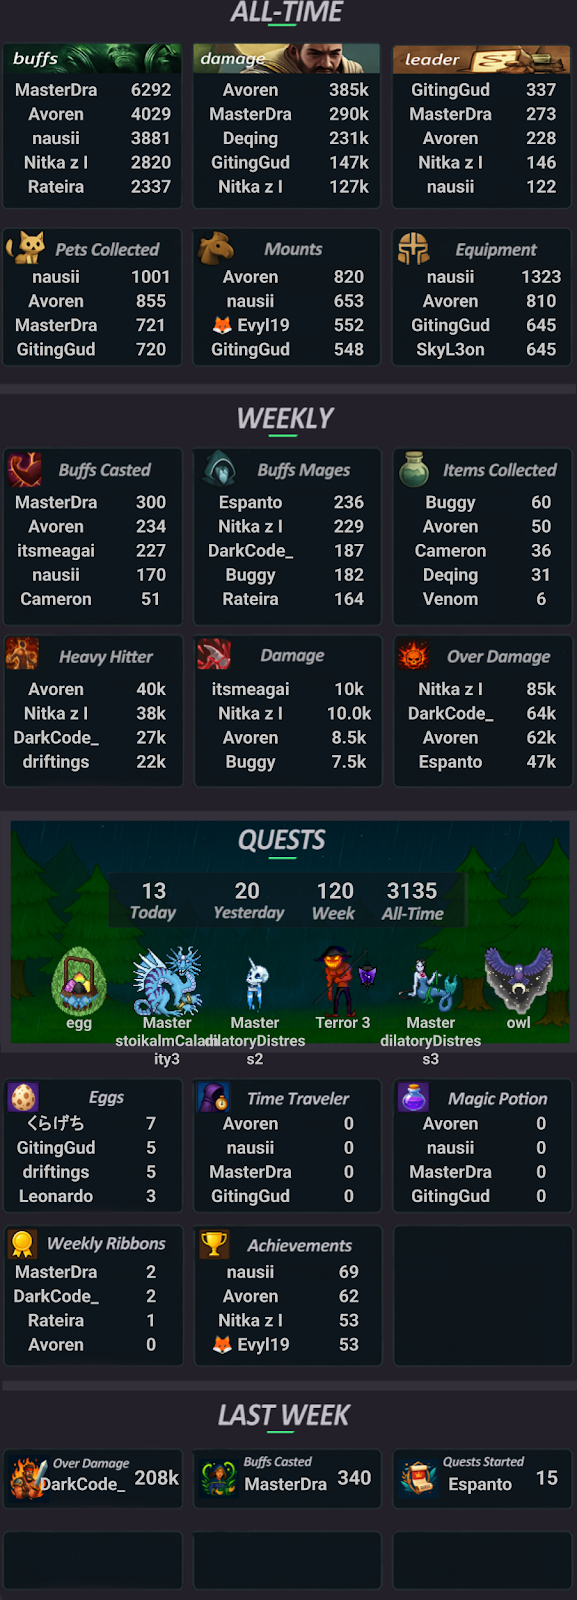 ALL-TIME
buffs
MasterDra 6292
Avoren 4029
nausii 3881
Nitka z I 2820
Rateira 2337
damage
Avoren 385k
MasterDra 290k
Deqing 231k
GitingGud 147k
Nitka z I 127k
leader
GitingGud 337
MasterDra 273
Avoren 228
Nitka z I 146
nausii 122
Pets Collected
nausii 1001
Avoren 855
MasterDra 721
GitingGud 720
Mounts
Avoren 820
nausii 653
🦊 Evyl19 552
GitingGud 548
Equipment
nausii 1323
Avoren 810
GitingGud 645
SkyL3on 645
WEEKLY
Buffs Casted
MasterDra 300
Avoren 234
itsmeagai 227
nausii 170
Cameron 51
Buffs Mages
Espanto 236
Nitka z I 229
DarkCode_ 187
Buggy 182
Rateira 164
Items Collected
Buggy 60
Avoren 50
Cameron 36
Deqing 31
Venom 6
Heavy Hitter
Avoren 40k
Nitka z I 38k
DarkCode_ 27k
driftings 22k
Damage
itsmeagai 10k
Nitka z I 10.0k
Avoren 8.5k
Buggy 7.5k
Over Damage
Nitka z I 85k
DarkCode_ 64k
Avoren 62k
Espanto 47k
QUESTS
13 20 120 3135
Today Yesterday Week All-Time
egg
Master
stoikalmCalam
ity3
Master
dilatoryDistres
s2
Terror 3
Master
dilatoryDistres
s3
owl
Eggs
くらげち 7
GitingGud 5
driftings 5
Leonardo 3
Time Traveler
Avoren 0
nausii 0
MasterDra 0
GitingGud 0
Magic Potion
Avoren 0
nausii 0
MasterDra 0
GitingGud 0
Weekly Ribbons
MasterDra 2
DarkCode_ 2
Rateira 1
Avoren 0
Achievements
nausii 69
Avoren 62
Nitka z I 53
🦊 Evyl19 53
LAST WEEK
Over Damage
DarkCode_ 208k
Buffs Casted
MasterDra 340
Quests Started
Espanto 15